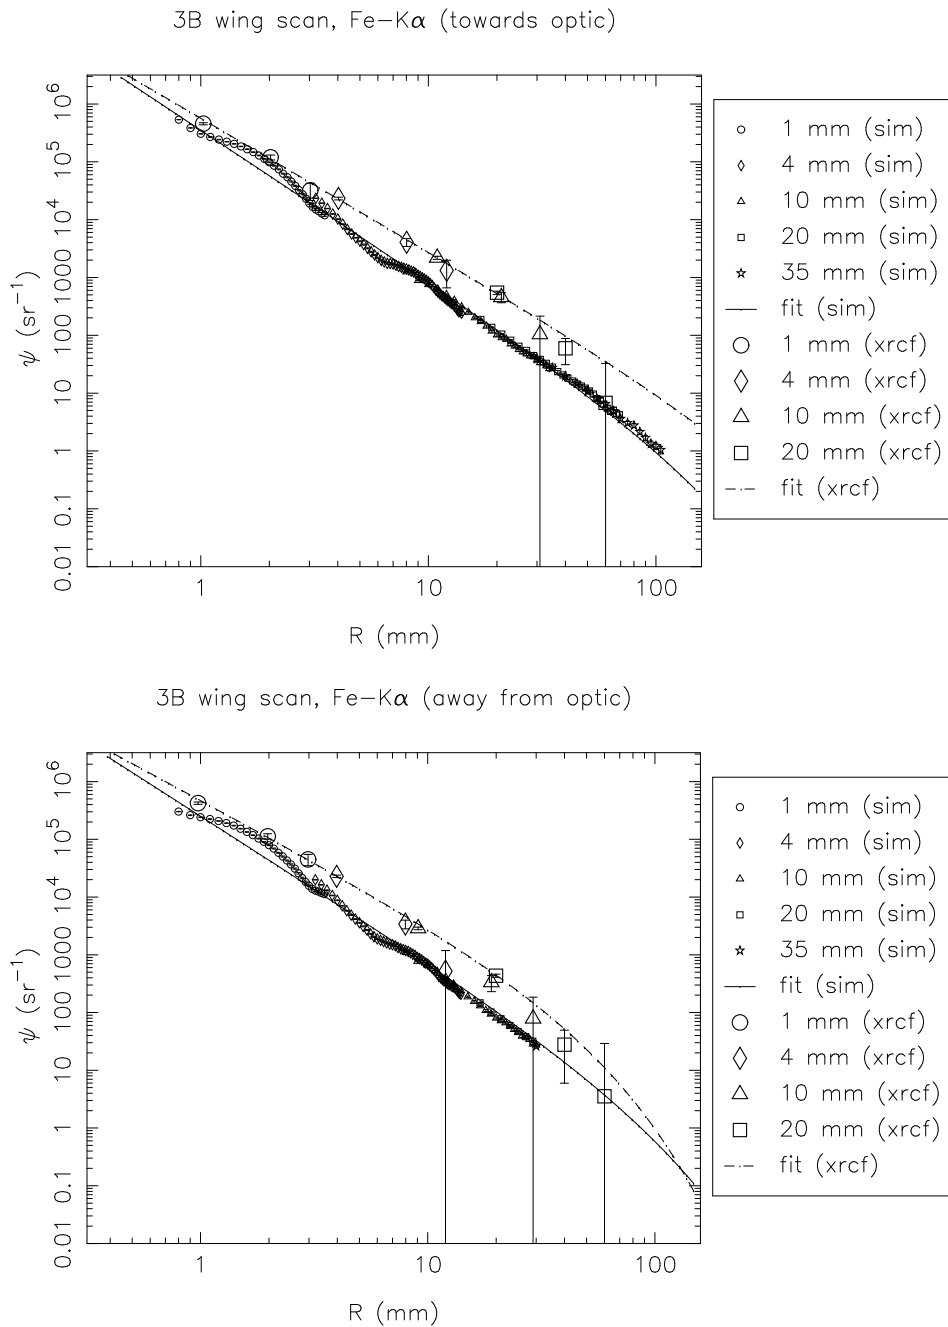 3B wing scan, Fe−Kα (towards optic)
10⁶
10⁵
10⁴
1000
100
10
1
0.1
0.01
ψ (sr⁻¹)
1 10 100
R (mm)
1 mm (sim)
4 mm (sim)
10 mm (sim)
20 mm (sim)
35 mm (sim)
fit (sim)
1 mm (xrcf)
4 mm (xrcf)
10 mm (xrcf)
20 mm (xrcf)
fit (xrcf)
3B wing scan, Fe−Kα (away from optic)
10⁶
10⁵
10⁴
1000
100
10
1
0.1
0.01
ψ (sr⁻¹)
1 10 100
R (mm)
1 mm (sim)
4 mm (sim)
10 mm (sim)
20 mm (sim)
35 mm (sim)
fit (sim)
1 mm (xrcf)
4 mm (xrcf)
10 mm (xrcf)
20 mm (xrcf)
fit (xrcf)